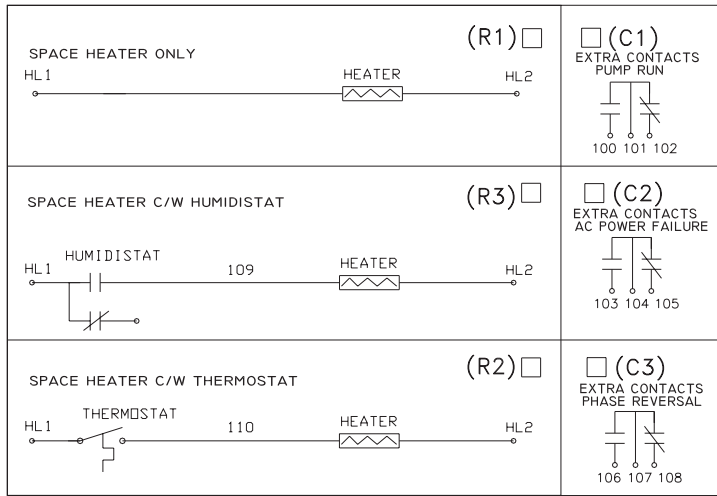 (R1)
SPACE HEATER ONLY
HL1 HEATER HL2
(C1)
EXTRA CONTACTS
PUMP RUN
100 101 102
(R3)
SPACE HEATER C/W HUMIDISTAT
HUMIDISTAT
HL1 109 HEATER HL2
(C2)
EXTRA CONTACTS
AC POWER FAILURE
103 104 105
(R2)
SPACE HEATER C/W THERMOSTAT
THERMOSTAT
HL1 110 HEATER HL2
(C3)
EXTRA CONTACTS
PHASE REVERSAL
106 107 108